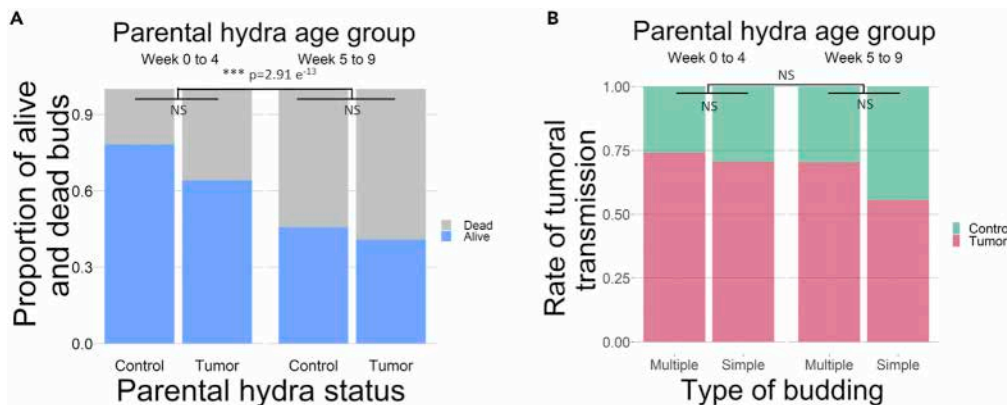 A
Parental hydra age group
Week 0 to 4 Week 5 to 9
*** p=2.91 e-13
NS NS
Proportion of alive
and dead buds
0.9
0.6
0.3
0.0
Dead
Alive
Control Tumor Control Tumor
Parental hydra status
B
Parental hydra age group
Week 0 to 4 Week 5 to 9
NS
NS NS
Rate of tumoral
transmission
1.00
0.75
0.50
0.25
0.00
Contro
Tumor
Multiple Simple Multiple Simple
Type of budding